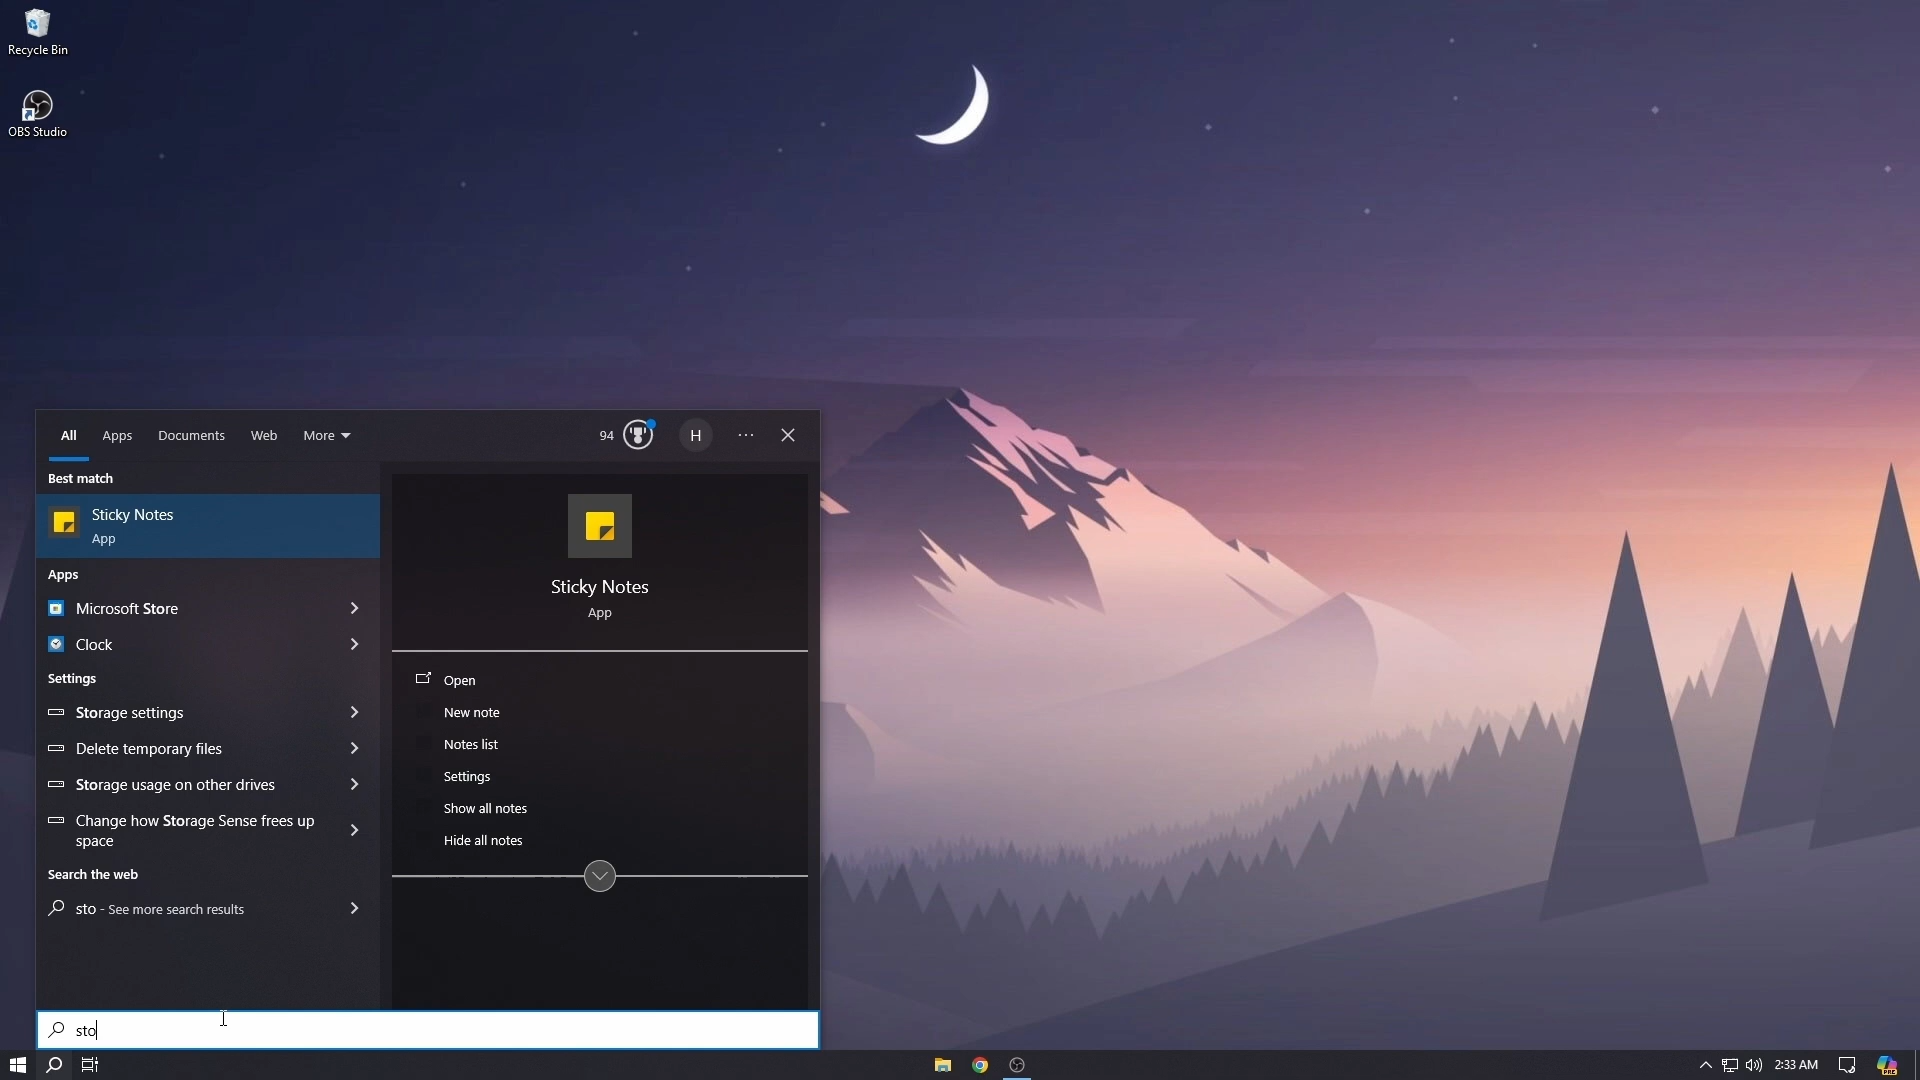 Recycle Bin
OBS Studio
All Apps Documents Web More 94 H
Best match
Sticky Notes
App
Apps
Microsoft Store
Clock
Settings
Storage settings
Delete temporary files
Storage usage on other drives
Change how Storage Sense frees up
space
Search the web
sto - See more search results
Sticky Notes
App
Open
New note
Notes list
Settings
Show all notes
Hide all notes
sto
2:33 AM
PRE